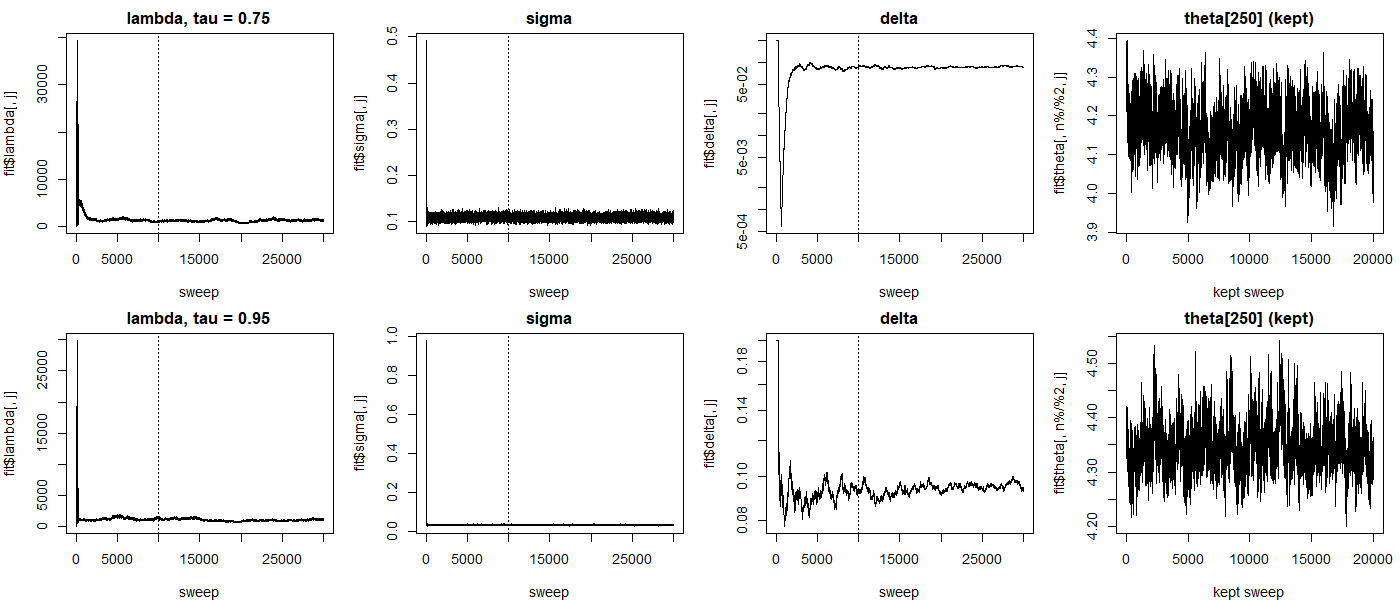 lambda, tau = 0.75
fit$lambda[, j]
0 10000 30000
0 5000 15000 25000
sweep
sigma
fit$sigma[, j]
0.1 0.2 0.3 0.4 0.5
0 5000 15000 25000
sweep
delta
fit$delta[, j]
5e-04 5e-03 5e-02
0 5000 15000 25000
sweep
theta[250] (kept)
fit$theta[, n%/%2, j]
3.9 4.0 4.1 4.2 4.3 4.4
0 5000 10000 15000 20000
kept sweep
lambda, tau = 0.95
fit$lambda[, j]
0 5000 15000 25000
0 5000 15000 25000
sweep
sigma
fit$sigma[, j]
0.0 0.2 0.4 0.6 0.8 1.0
0 5000 15000 25000
sweep
delta
fit$delta[, j]
0.08 0.10 0.14 0.18
0 5000 15000 25000
sweep
theta[250] (kept)
fit$theta[, n%/%2, j]
4.20 4.30 4.40 4.50
0 5000 10000 15000 20000
kept sweep